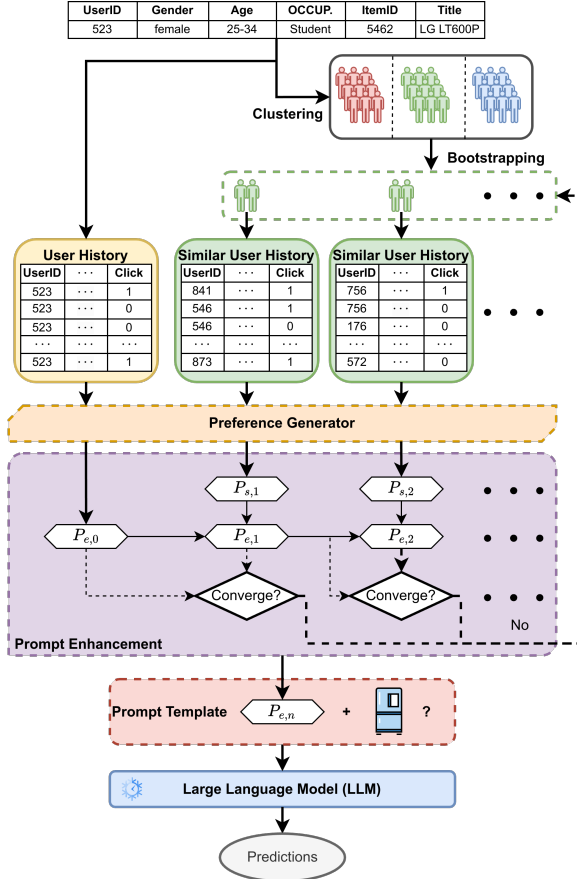 UserID Gender Age OCCUP. ItemID Title
523 female 25-34 Student 5462 LG LT600P
Clustering
Bootstrapping
User History
UserID ··· Click
523 ··· 1
523 ··· 0
523 ··· 0
··· ··· ···
523 ··· 1
Similar User History
UserID ··· Click
841 ··· 1
546 ··· 1
546 ··· 0
··· ··· ···
873 ··· 1
Similar User History
UserID ··· Click
756 ··· 1
756 ··· 0
176 ··· 0
··· ··· ···
572 ··· 0
Preference Generator
P_{s,1} P_{s,2}
P_{e,0} P_{e,1} P_{e,2}
Converge? Converge?
No
Prompt Enhancement
Prompt Template P_{e,n} + ?
Large Language Model (LLM)
Predictions